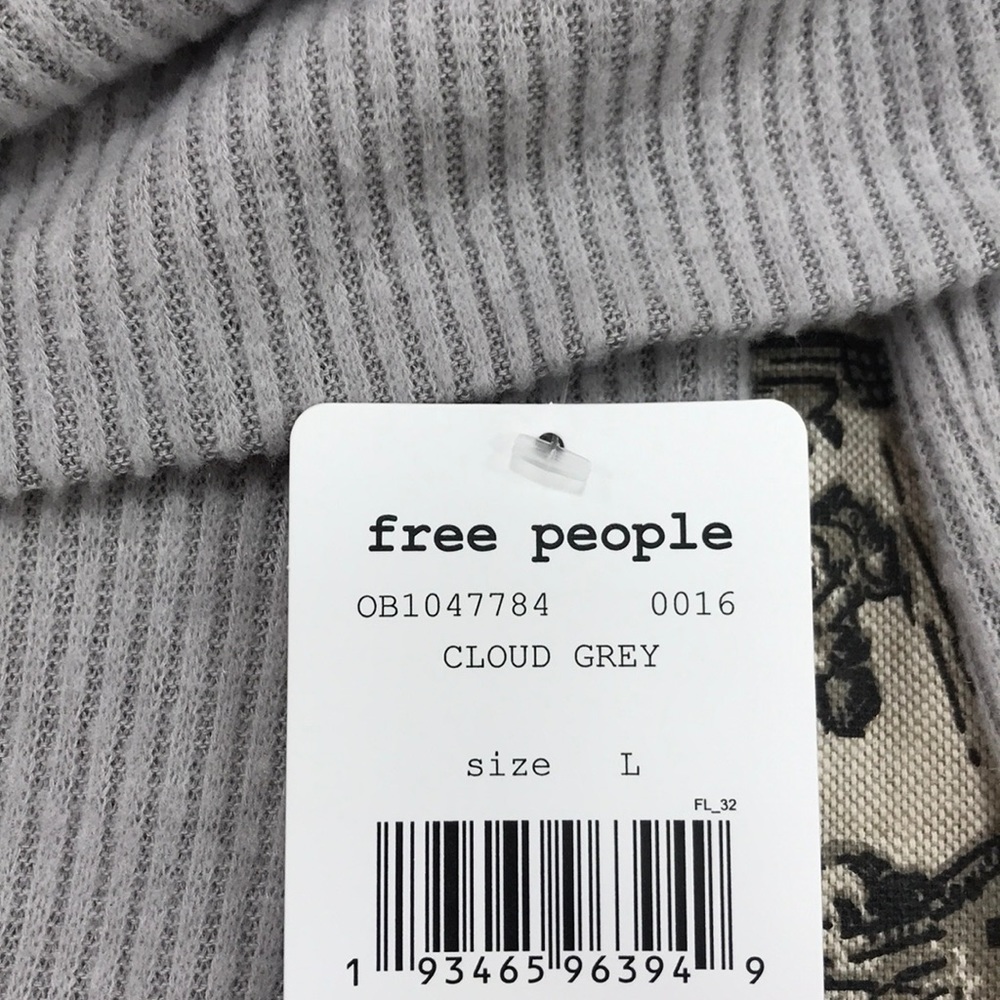 free people
OB1047784 0016
CLOUD GREY
size L
FL_32
1 93465 96394 9